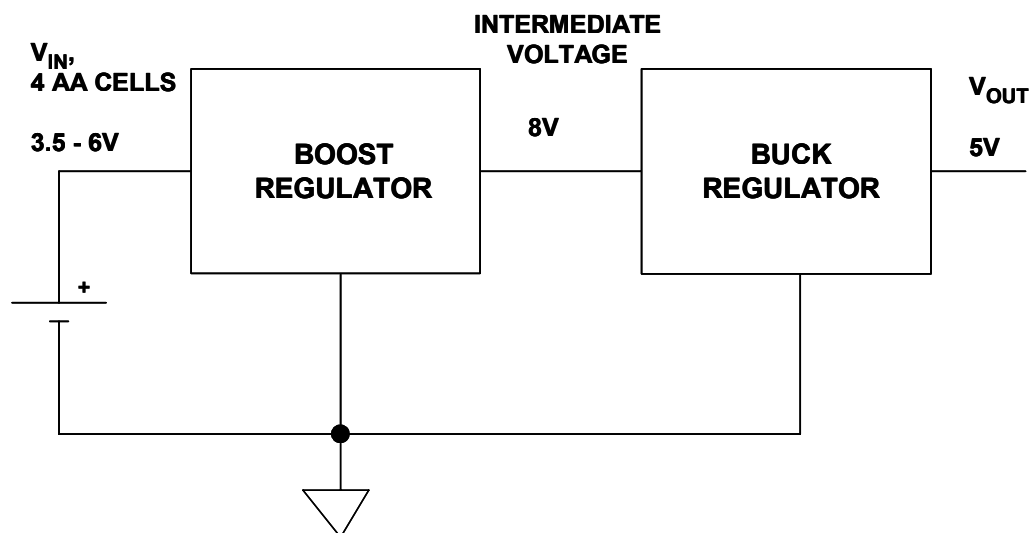 INTERMEDIATE
VOLTAGE
VIN,
4 AA CELLS
3.5 - 6V
BOOST
REGULATOR
8V
BUCK
REGULATOR
VOUT
5V
+